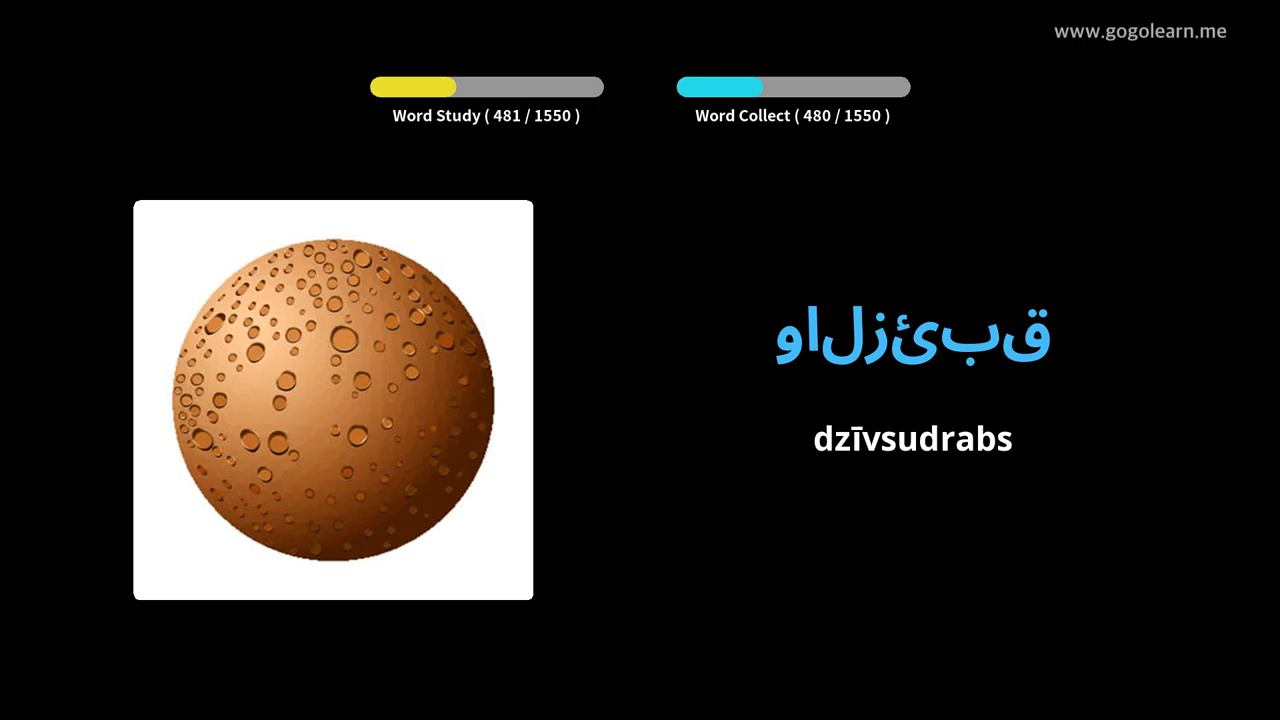 www.gogolearn.me
Word Study ( 481 / 1550 )
Word Collect ( 480 / 1550 )
قبئزلاو
dzīvsudrabs